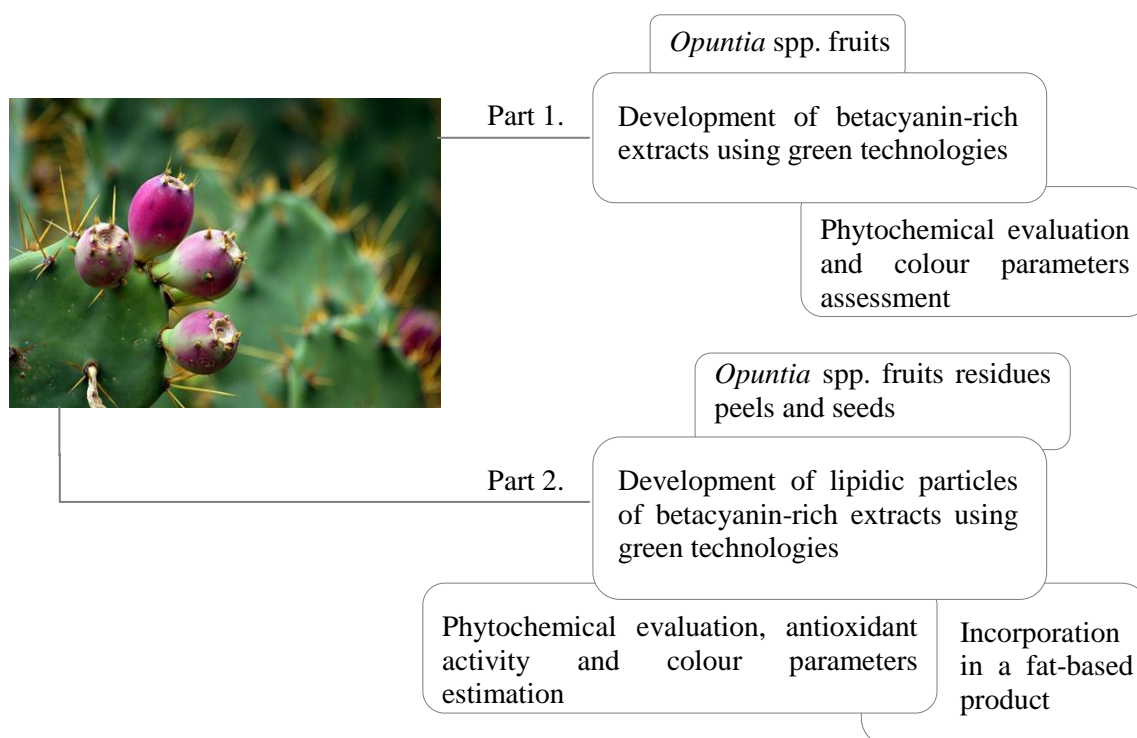 Opuntia spp. fruits
Part 1.
Development of betacyanin-rich
extracts using green technologies
Phytochemical evaluation
and colour parameters
assessment
Opuntia spp. fruits residues
peels and seeds
Part 2.
Development of lipidic particles
of betacyanin-rich extracts using
green technologies
Phytochemical evaluation, antioxidant
activity and colour parameters
estimation
Incorporation
in a fat-based
product